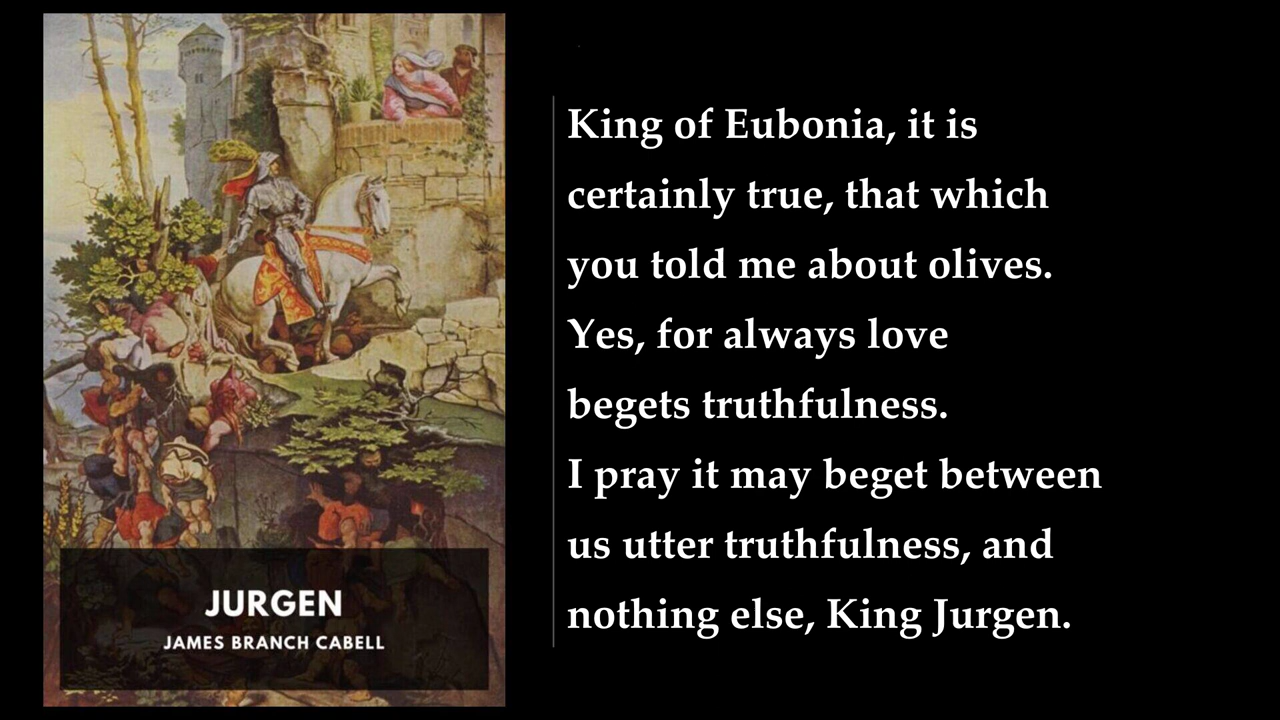 JURGEN
JAMES BRANCH CABELL
King of Eubonia, it is
certainly true, that which
you told me about olives.
Yes, for always love
begets truthfulness.
I pray it may beget between
us utter truthfulness, and
nothing else, King Jurgen.